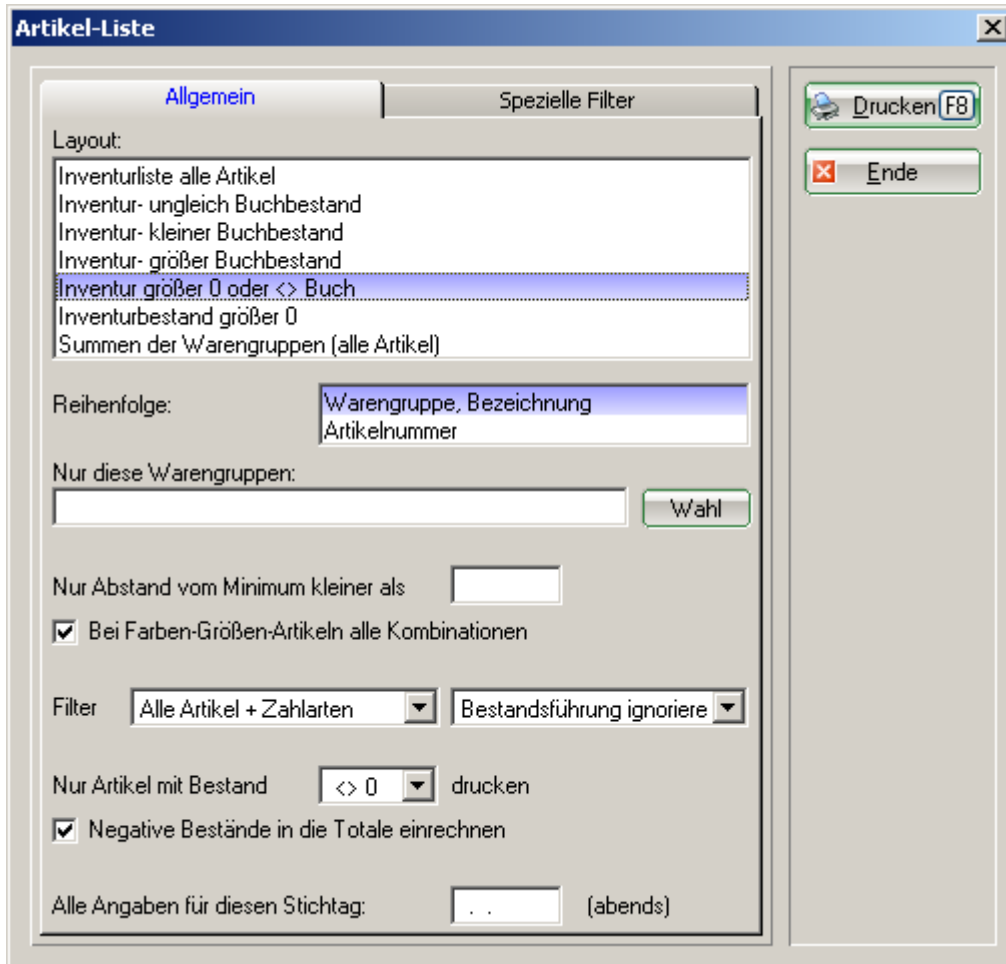 Artikel-Liste
Allgemein
Spezielle Filter
Drucken F8
Ende
Layout:
Inventurliste alle Artikel
Inventur- ungleich Buchbestand
Inventur- kleiner Buchbestand
Inventur- größer Buchbestand
Inventur größer 0 oder <> Buch
Inventurbestand größer 0
Summen der Warengruppen (alle Artikel)
Reihenfolge:
Warengruppe, Bezeichnung
Artikelnummer
Nur diese Warengruppen:
Wahl
Nur Abstand vom Minimum kleiner als
Bei Farben-Größen-Artikeln alle Kombinationen
Filter Alle Artikel + Zahlarten Bestandsführung ignoriere
Nur Artikel mit Bestand <> 0 drucken
Negative Bestände in die Totale einrechnen
Alle Angaben für diesen Stichtag: . . (abends)